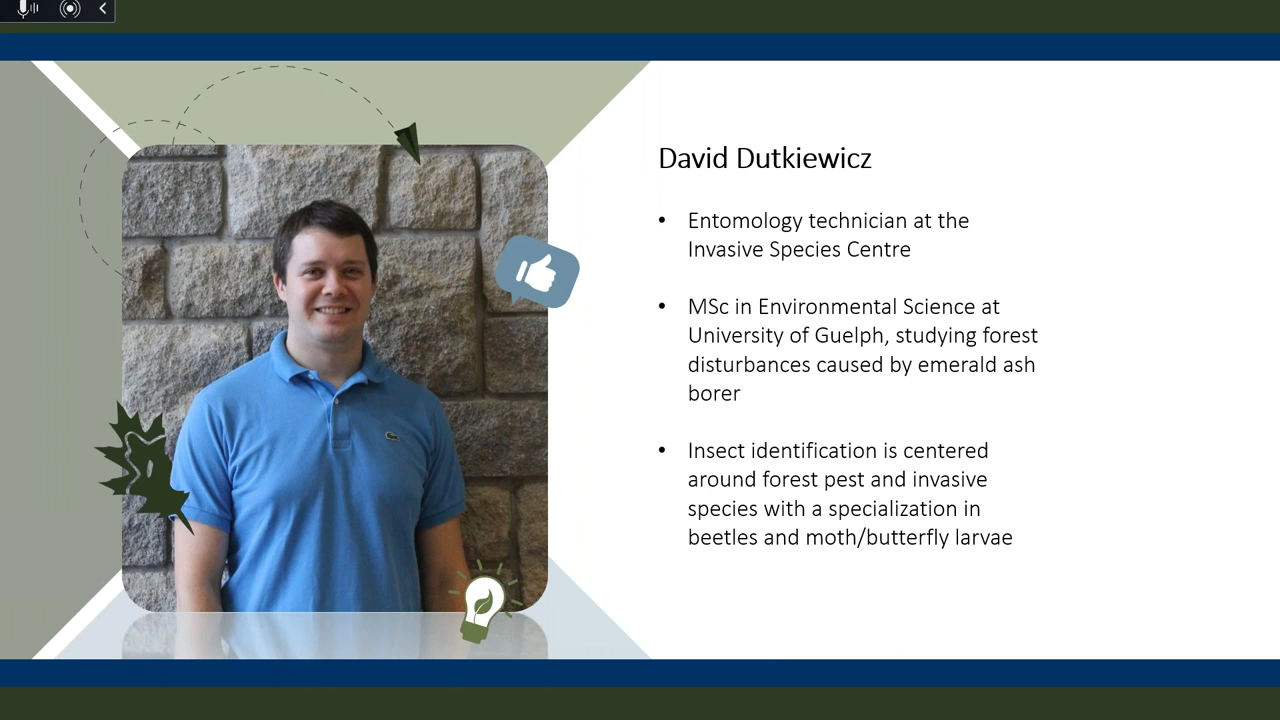 David Dutkiewicz
• Entomology technician at the
Invasive Species Centre
• MSc in Environmental Science at
University of Guelph, studying forest
disturbances caused by emerald ash
borer
• Insect identification is centered
around forest pest and invasive
species with a specialization in
beetles and moth/butterfly larvae